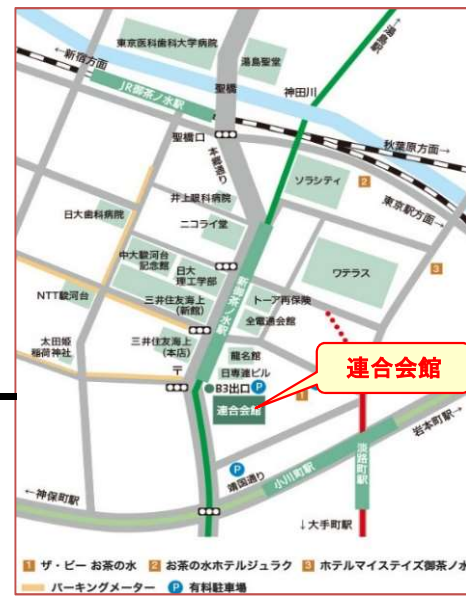 ←湯島駅
東京医科歯科大学病院
湯島聖堂
←新宿方面
JR御茶ノ水駅
聖橋
神田川
聖橋口
本郷通り
秋葉原方面→
ソラシティ
2
井上眼科病院
東京駅方面→
日大歯科病院
ニコライ堂
中大駿河台
記念館
日大
理工学部
新御茶ノ水駅
ワテラス
3
NTT駿河台
三井住友海上
(新館)
トーア再保険
全電通会館
太田姫
稲荷神社
三井住友海上
(本店)
龍名館
〒
日専連ビル
連合会館
B3出口 P
1
連合会館
岩本町駅→
淡路町駅
P
靖国通り
小川町駅
←神保町駅
↓大手町駅
1 ザ・ビー お茶の水 2 お茶の水ホテルジュラク 3 ホテルマイステイズ御茶ノ水
パーキングメーター P 有料駐車場